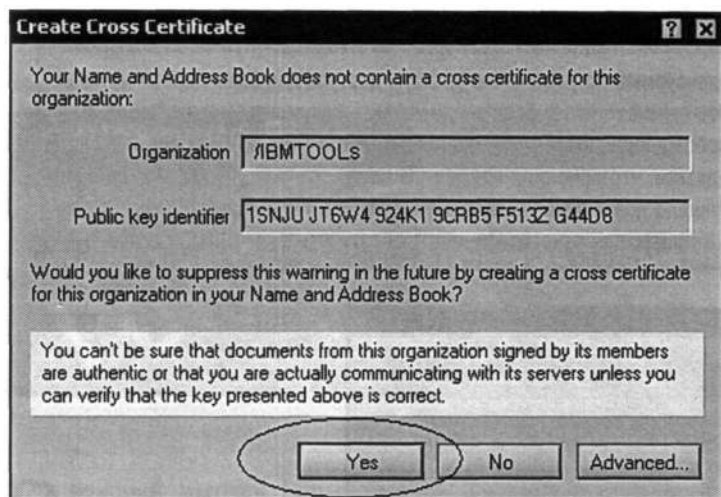 Create Cross Certificate
Your Name and Address Book does not contain a cross certificate for this
organization:
Organization /IBMTOOLs
Public key identifier 1SNJU JT6W4 924K1 9CRB5 F513Z G44D8
Would you like to suppress this warning in the future by creating a cross certificate
for this organization in your Name and Address Book?
You can't be sure that documents from this organization signed by its members
are authentic or that you are actually communicating with its servers unless you
can verify that the key presented above is correct.
Yes No Advanced...